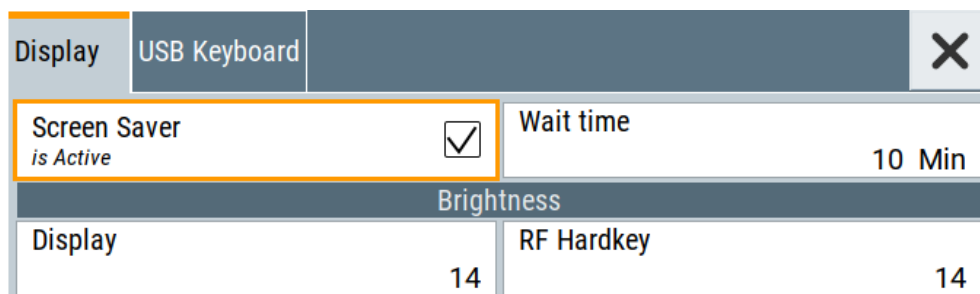 Display USB Keyboard
Screen Saver
is Active
Wait time
10 Min
Brightness
Display
14
RF Hardkey
14